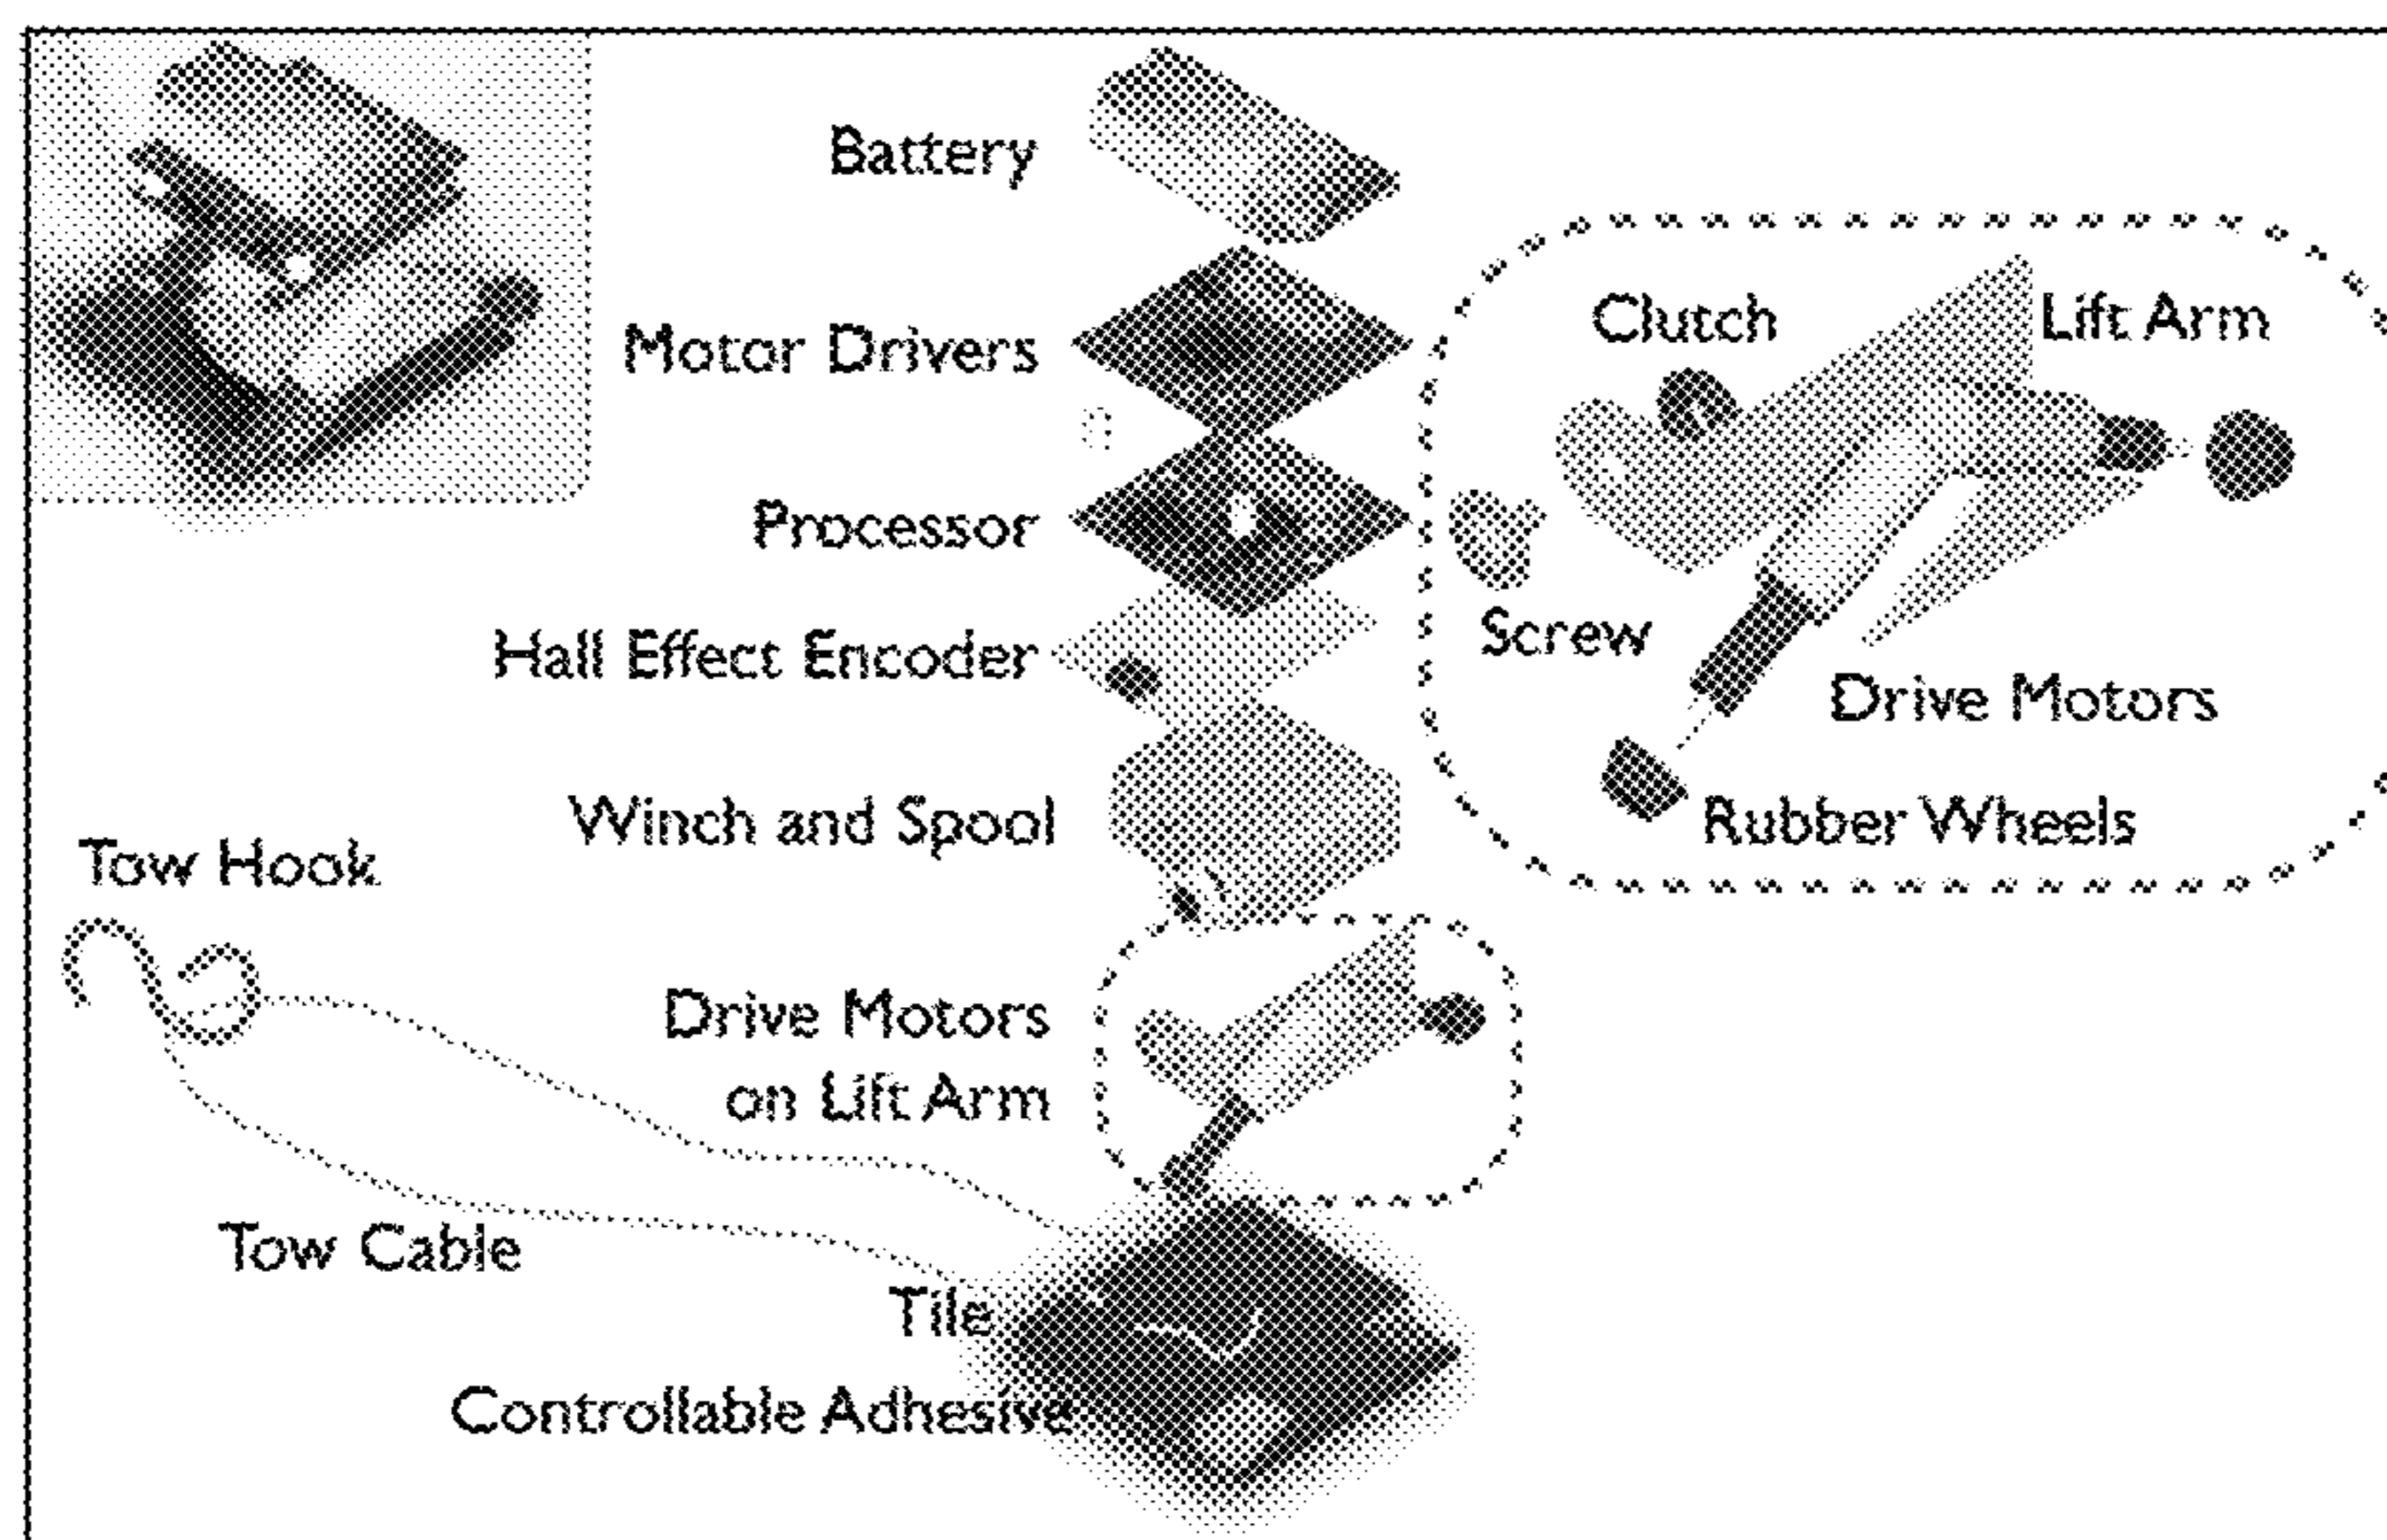 Battery
Motor Drivers
Processor
Hall Effect Encoder
Winch and Spool
Tow Hook
Drive Motors
on Lift Arm
Tow Cable
Tile
Controllable Adhesive
Clutch
Lift Arm
Screw
Drive Motors
Rubber Wheels